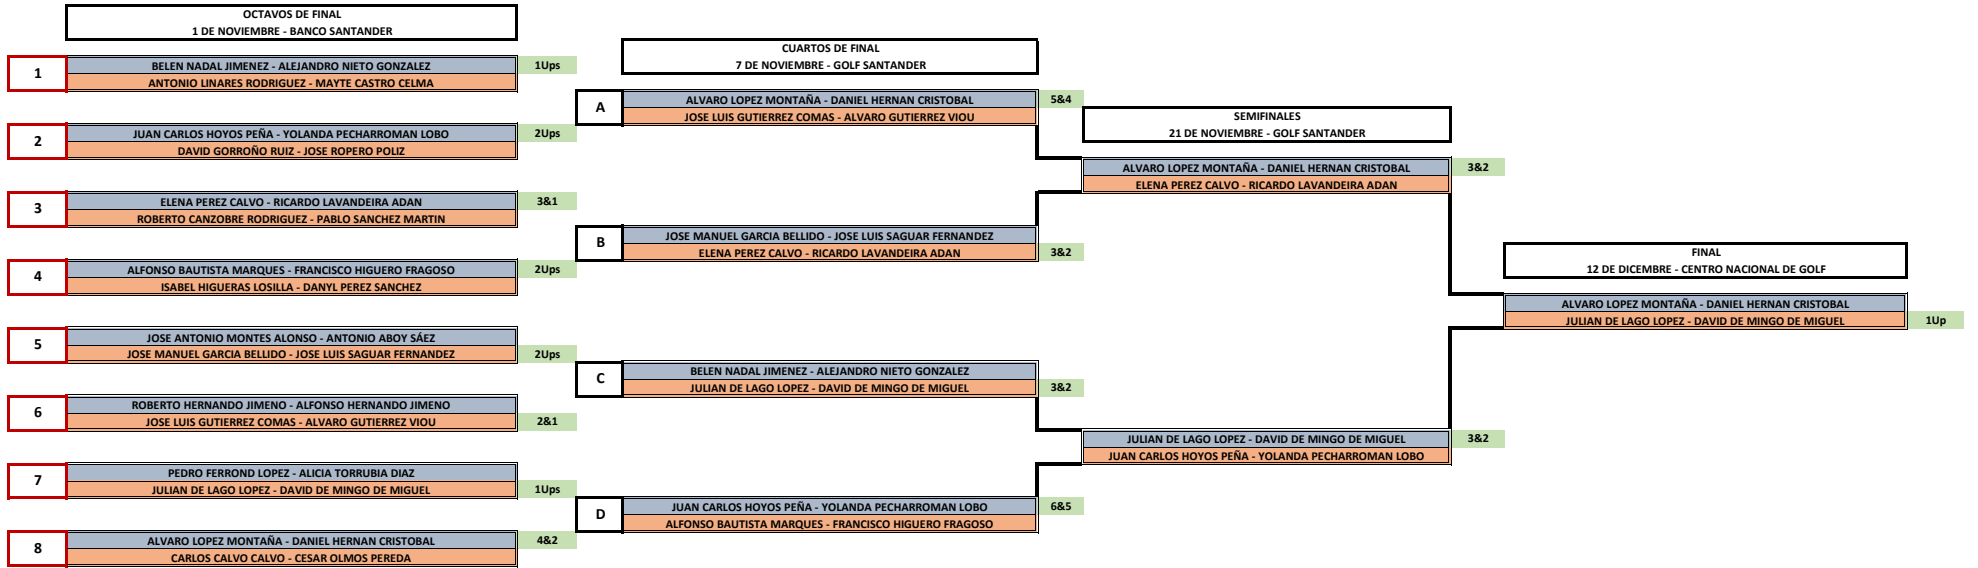 OCTAVOS DE FINAL
1 DE NOVIEMBRE - BANCO SANTANDER
1
BELEN NADAL JIMENEZ - ALEJANDRO NIETO GONZALEZ
1Ups
ANTONIO LINARES RODRIGUEZ - MAYTE CASTRO CELMA
2
JUAN CARLOS HOYOS PEÑA - YOLANDA PECHARROMAN LOBO
2Ups
DAVID GORROÑO RUIZ - JOSE ROPERO POLIZ
3
ELENA PEREZ CALVO - RICARDO LAVANDEIRA ADAN
3&1
ROBERTO CANZOBRE RODRIGUEZ - PABLO SANCHEZ MARTIN
4
ALFONSO BAUTISTA MARQUES - FRANCISCO HIGUERO FRAGOSO
2Ups
ISABEL HIGUERAS LOSILLA - DANYL PEREZ SANCHEZ
5
JOSE ANTONIO MONTES ALONSO - ANTONIO ABOY SÁEZ
JOSE MANUEL GARCIA BELLIDO - JOSE LUIS SAGUAR FERNANDEZ
2Ups
6
ROBERTO HERNANDO JIMENO - ALFONSO HERNANDO JIMENO
JOSE LUIS GUTIERREZ COMAS - ALVARO GUTIERREZ VIOU
2&1
7
PEDRO FERROND LOPEZ - ALICIA TORRUBIA DIAZ
JULIAN DE LAGO LOPEZ - DAVID DE MINGO DE MIGUEL
1Ups
8
ALVARO LOPEZ MONTAÑA - DANIEL HERNAN CRISTOBAL
4&2
CARLOS CALVO CALVO - CESAR OLMOS PEREDA
CUARTOS DE FINAL
7 DE NOVIEMBRE - GOLF SANTANDER
A
ALVARO LOPEZ MONTAÑA - DANIEL HERNAN CRISTOBAL
5&4
JOSE LUIS GUTIERREZ COMAS - ALVARO GUTIERREZ VIOU
B
JOSE MANUEL GARCIA BELLIDO - JOSE LUIS SAGUAR FERNANDEZ
ELENA PEREZ CALVO - RICARDO LAVANDEIRA ADAN
3&2
C
BELEN NADAL JIMENEZ - ALEJANDRO NIETO GONZALEZ
JULIAN DE LAGO LOPEZ - DAVID DE MINGO DE MIGUEL
3&2
D
JUAN CARLOS HOYOS PEÑA - YOLANDA PECHARROMAN LOBO
6&5
ALFONSO BAUTISTA MARQUES - FRANCISCO HIGUERO FRAGOSO
SEMIFINALES
21 DE NOVIEMBRE - GOLF SANTANDER
ALVARO LOPEZ MONTAÑA - DANIEL HERNAN CRISTOBAL
3&2
ELENA PEREZ CALVO - RICARDO LAVANDEIRA ADAN
JULIAN DE LAGO LOPEZ - DAVID DE MINGO DE MIGUEL
3&2
JUAN CARLOS HOYOS PEÑA - YOLANDA PECHARROMAN LOBO
FINAL
12 DE DICEMBRE - CENTRO NACIONAL DE GOLF
ALVARO LOPEZ MONTAÑA - DANIEL HERNAN CRISTOBAL
JULIAN DE LAGO LOPEZ - DAVID DE MINGO DE MIGUEL
1Up